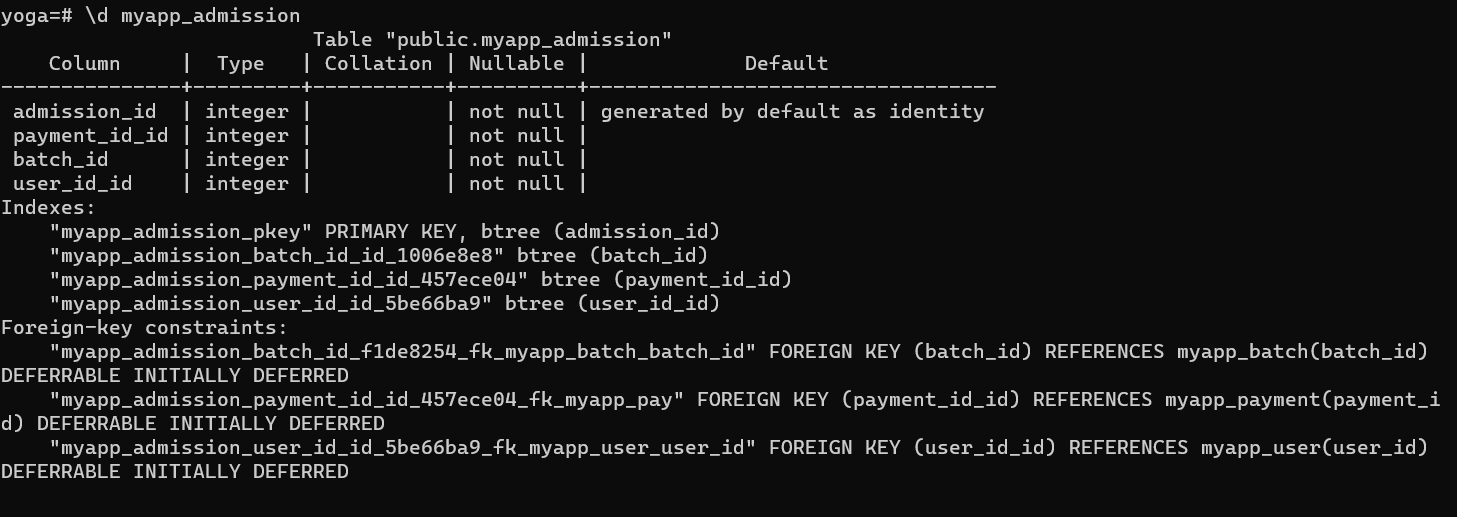 yoga=# \d myapp_admission
                          Table "public.myapp_admission"
    Column     |  Type   | Collation | Nullable |             Default
---------------+---------+-----------+----------+----------------------------------
 admission_id  | integer |           | not null | generated by default as identity
 payment_id_id | integer |           | not null |
 batch_id      | integer |           | not null |
 user_id_id    | integer |           | not null |
Indexes:
    "myapp_admission_pkey" PRIMARY KEY, btree (admission_id)
    "myapp_admission_batch_id_id_1006e8e8" btree (batch_id)
    "myapp_admission_payment_id_id_457ece04" btree (payment_id_id)
    "myapp_admission_user_id_id_5be66ba9" btree (user_id_id)
Foreign-key constraints:
    "myapp_admission_batch_id_f1de8254_fk_myapp_batch_batch_id" FOREIGN KEY (batch_id) REFERENCES myapp_batch(batch_id)
DEFERRABLE INITIALLY DEFERRED
    "myapp_admission_payment_id_id_457ece04_fk_myapp_pay" FOREIGN KEY (payment_id_id) REFERENCES myapp_payment(payment_i
d) DEFERRABLE INITIALLY DEFERRED
    "myapp_admission_user_id_id_5be66ba9_fk_myapp_user_user_id" FOREIGN KEY (user_id_id) REFERENCES myapp_user(user_id)
DEFERRABLE INITIALLY DEFERRED